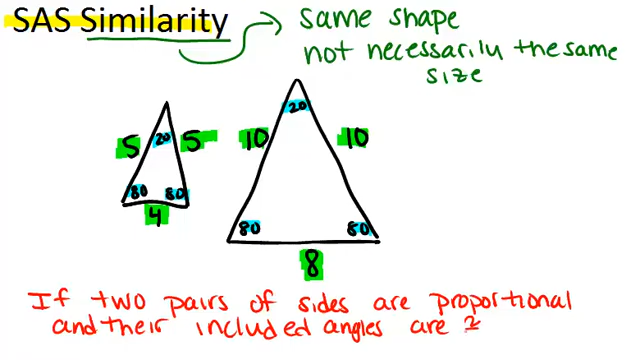 SAS Similarity
same shape
not necessarily the same
size
20
20
5
5
10
10
80
80
80
80
4
8
If two pairs of sides are proportional
and their included angles are ≅